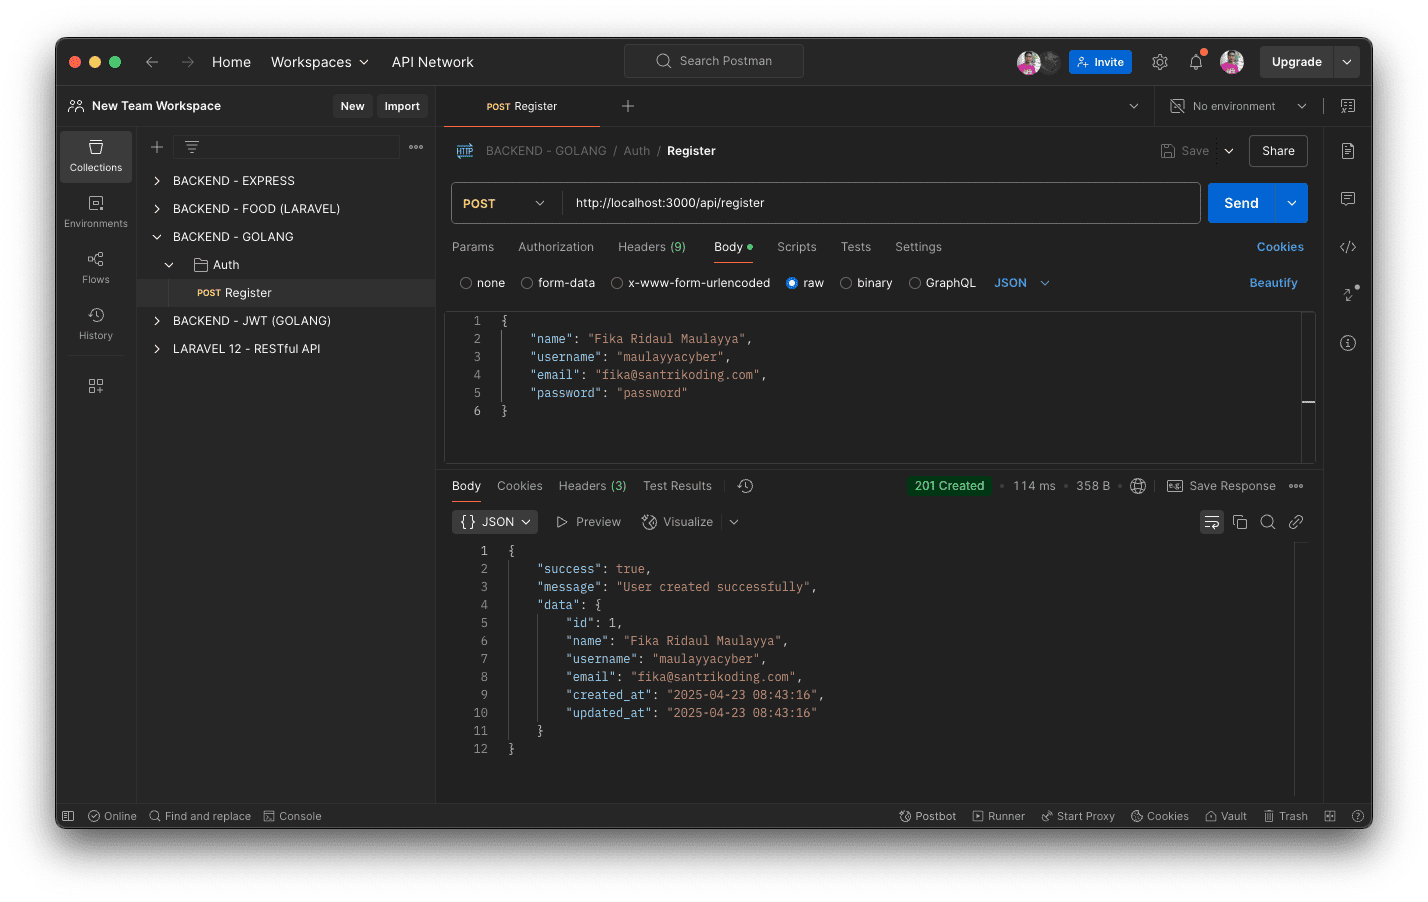 Home Workspaces API Network Search Postman Invite Upgrade
New Team Workspace New Import POST Register No environment
Collections
Environments
Flows
History
BACKEND - EXPRESS
BACKEND - FOOD (LARAVEL)
BACKEND - GOLANG
Auth
POST Register
BACKEND - JWT (GOLANG)
LARAVEL 12 - RESTful API
HTTP BACKEND - GOLANG / Auth / Register Save Share
POST http://localhost:3000/api/register Send
Params Authorization Headers (9) Body Scripts Tests Settings Cookies
none form-data x-www-form-urlencoded raw binary GraphQL JSON Beautify
1 {
2 "name": "Fika Ridaul Maulayya",
3 "username": "maulayyacyber",
4 "email": "fika@santrikoding.com",
5 "password": "password"
6 }
Body Cookies Headers (3) Test Results 201 Created • 114 ms • 358 B • e.g. Save Response
{} JSON Preview Visualize
1 {
2 "success": true,
3 "message": "User created successfully",
4 "data": {
5 "id": 1,
6 "name": "Fika Ridaul Maulayya",
7 "username": "maulayyacyber",
8 "email": "fika@santrikoding.com",
9 "created_at": "2025-04-23 08:43:16",
10 "updated_at": "2025-04-23 08:43:16"
11 }
12 }
Online Find and replace Console Postbot Runner Start Proxy Cookies Vault Trash